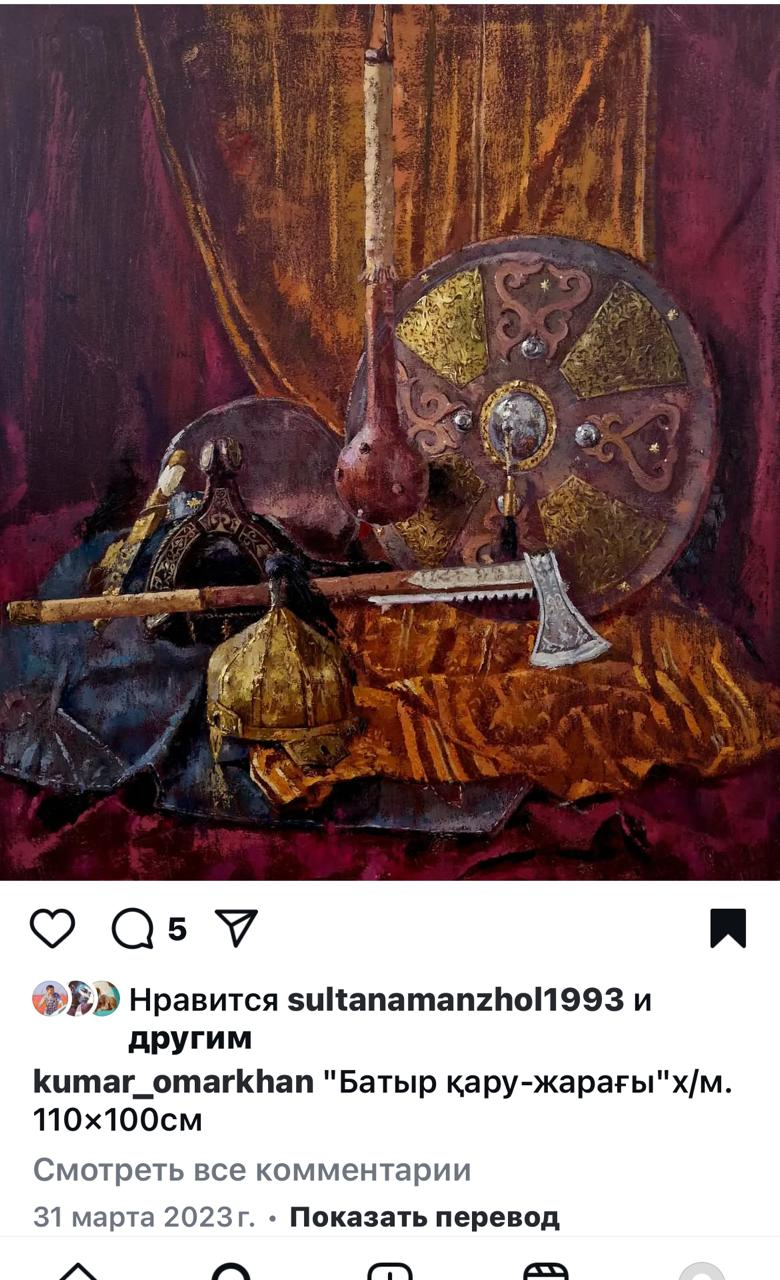 5
Нравится sultanamanzhol1993 и
другим
kumar_omarkhan "Батыр қару-жарағы"х/м.
110×100см
Смотреть все комментарии
31 марта 2023 г. • Показать перевод